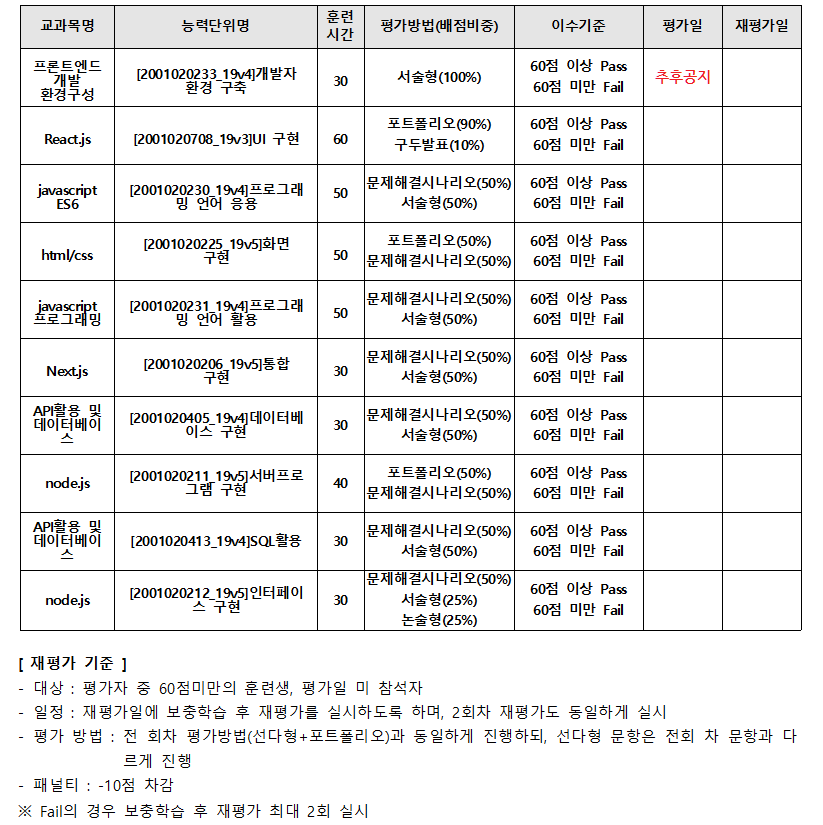 교과목명 능력단위명 훈련 시간 평가방법(배점비중) 이수기준 평가일 재평가일
프론트엔드
개발
환경구성
[2001020233_19v4]개발자
환경 구축
30
서술형(100%)
60점 이상 Pass
60점 미만 Fail
추후공지
React.js
[2001020708_19v3]UI 구현
60
포트폴리오(90%)
구두발표(10%)
60점 이상 Pass
60점 미만 Fail
javascript
ES6
[2001020230_19v4]프로그래
밍 언어 응용
50
문제해결시나리오(50%)
서술형(50%)
60점 이상 Pass
60점 미만 Fail
html/css
[2001020225_19v5]화면
구현
50
포트폴리오(50%)
문제해결시나리오(50%)
60점 이상 Pass
60점 미만 Fail
javascript
프로그래밍
[2001020231_19v4]프로그래
밍 언어 활용
50
문제해결시나리오(50%)
서술형(50%)
60점 이상 Pass
60점 미만 Fail
Next.js
[2001020206_19v5]통합
구현
30
문제해결시나리오(50%)
서술형(50%)
60점 이상 Pass
60점 미만 Fail
API활용 및
데이터베이
스
[2001020405_19v4]데이터베
이스 구현
30
문제해결시나리오(50%)
서술형(50%)
60점 이상 Pass
60점 미만 Fail
node.js
[2001020211_19v5]서버프로
그램 구현
40
포트폴리오(50%)
문제해결시나리오(50%)
60점 이상 Pass
60점 미만 Fail
API활용 및
데이터베이
스
[2001020413_19v4]SQL활용
30
문제해결시나리오(50%)
서술형(50%)
60점 이상 Pass
60점 미만 Fail
node.js
[2001020212_19v5]인터페이
스 구현
30
문제해결시나리오(50%)
서술형(25%)
논술형(25%)
60점 이상 Pass
60점 미만 Fail
[ 재평가 기준 ]
- 대상 : 평가자 중 60점미만의 훈련생, 평가일 미 참석자
- 일정 : 재평가일에 보충학습 후 재평가를 실시하도록 하며, 2회차 재평가도 동일하게 실시
- 평가 방법 : 전 회차 평가방법(선다형+포트폴리오)과 동일하게 진행하되, 선다형 문항은 전회 차 문항과 다
르게 진행
- 패널티 : -10점 차감
※ Fail의 경우 보충학습 후 재평가 최대 2회 실시